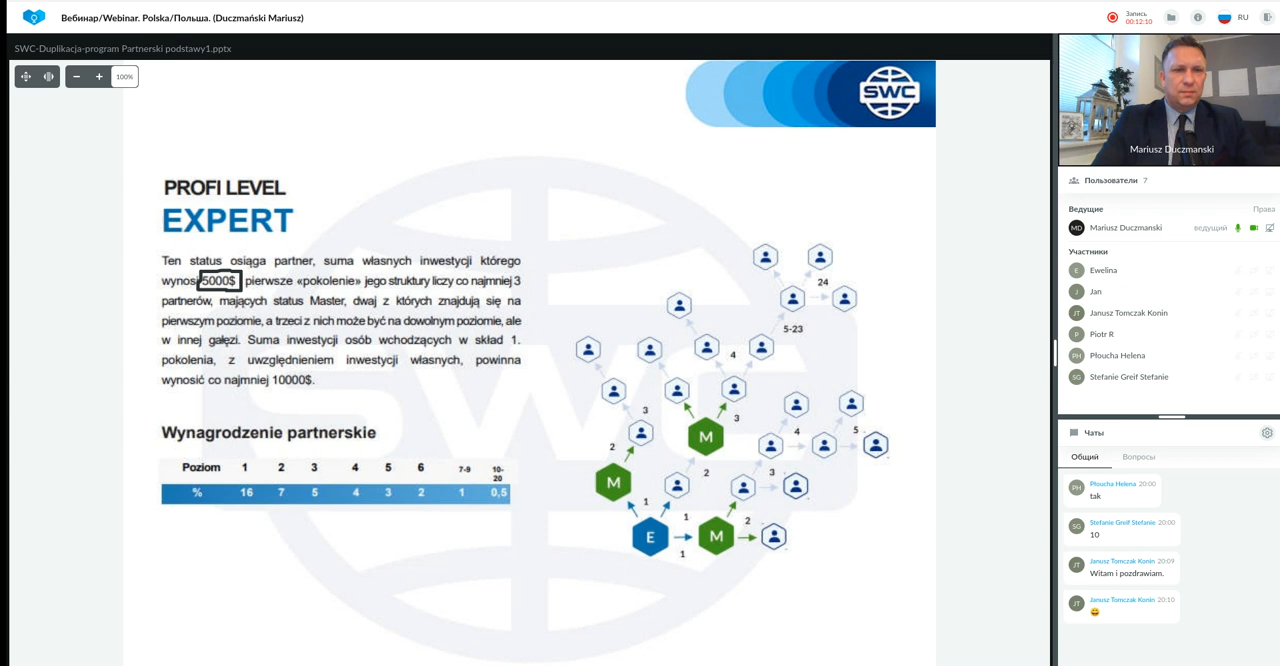 Вебинар/Webinar. Polska/Польша. (Duczmański Mariusz)
Запись
00:12:10
RU
SWC-Duplikacja-program Partnerski podstawy1.pptx
100%
SWC
PROFI LEVEL
EXPERT
Ten status osiąga partner, suma własnych inwestycji którego
wynosi 5000$ pierwsze «pokolenie» jego struktury liczy co najmniej 3
partnerów, mających status Master, dwaj z których znajdują się na
pierwszym poziomie, a trzeci z nich może być na dowolnym poziomie, ale
w innej gałęzi. Suma inwestycji osób wchodzących w skład 1.
pokolenia, z uwzględnieniem inwestycji własnych, powinna
wynosić co najmniej 10000$.
Wynagrodzenie partnerskie
Poziom 1 2 3 4 5 6 7-9 10-20
% 16 7 5 4 3 2 1 0,5
24
5-23
4
3
3
M
4
5
2
M
2
3
1
1
2
E
M
1
SWC
Mariusz Duczmanski
Пользователи 7
Ведущие Права
MD Mariusz Duczmanski ведущий
Участники
E Ewelina
J Jan
JT Janusz Tomczak Konin
P Piotr R
PH Płoucha Helena
SG Stefanie Greif Stefanie
Чаты
Общий Вопросы
PH Płoucha Helena 20:00
tak
SG Stefanie Greif Stefanie 20:00
10
JT Janusz Tomczak Konin 20:09
Witam i pozdrawiam.
JT Janusz Tomczak Konin 20:10
😄